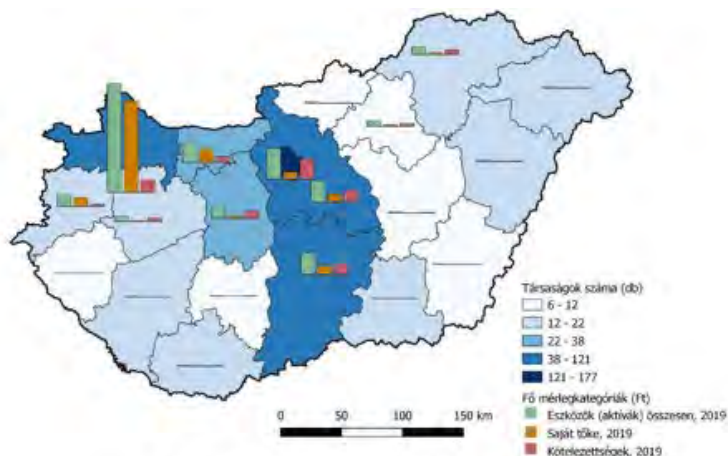 Társaságok száma (db)
6 - 12
12 - 22
22 - 38
38 - 121
121 - 177
Fő mérlegkategóriák (Ft)
Eszközök (aktívák) összesen, 2019
Saját tőke, 2019
Kötelezettségek, 2019
0 50 100 150 km